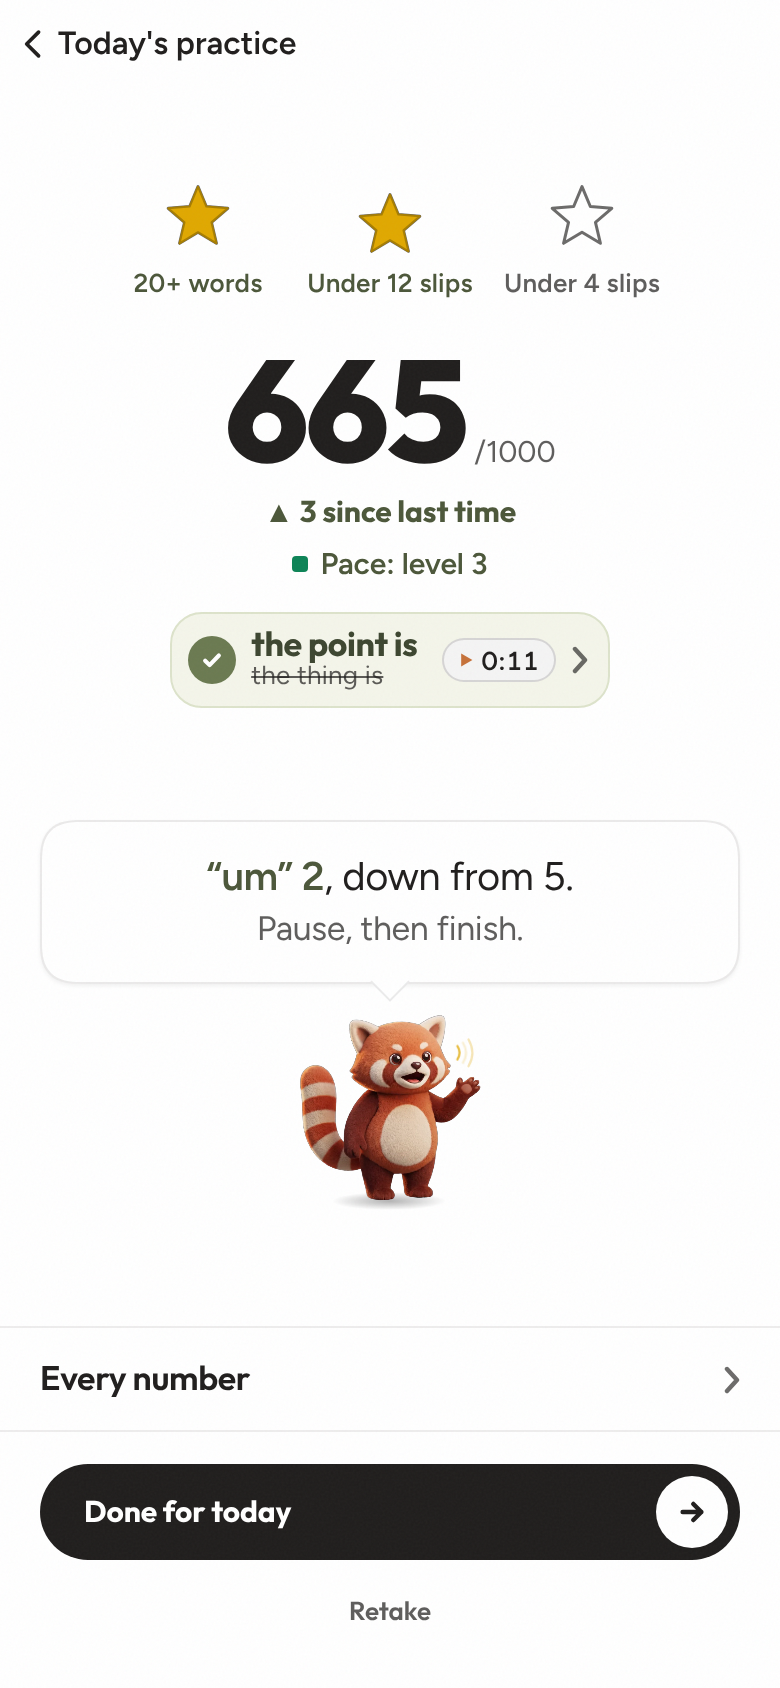 Today's practice
20+ words
Under 12 slips
Under 4 slips
665/1000
▲ 3 since last time
Pace: level 3
the point is
the thing is
0:11
“um” 2, down from 5.
Pause, then finish.
Every number
Done for today
Retake